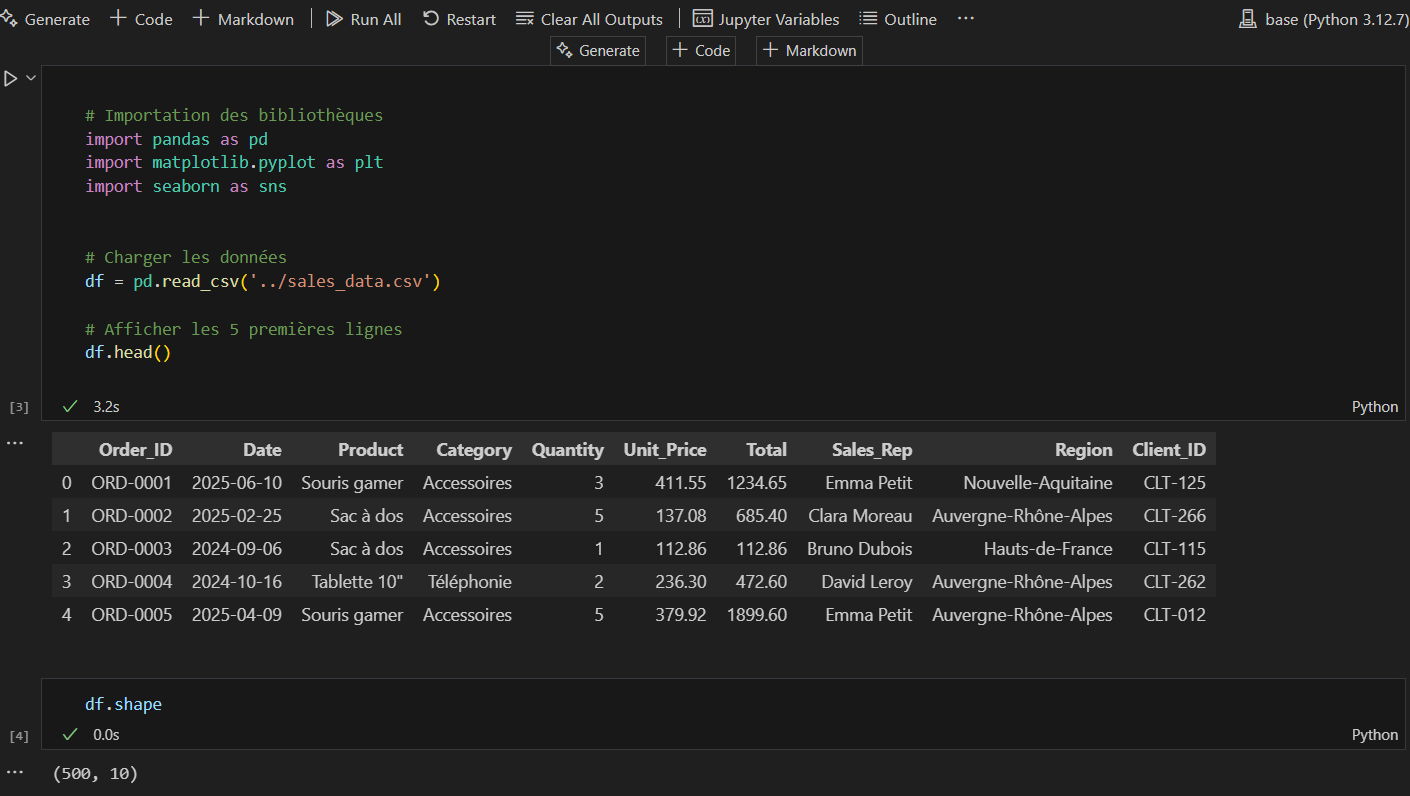 Generate Code Markdown Run All Restart Clear All Outputs Jupyter Variables Outline ... base (Python 3.12.7)
Generate Code Markdown
# Importation des bibliothèques
import pandas as pd
import matplotlib.pyplot as plt
import seaborn as sns
# Charger les données
df = pd.read_csv('../sales_data.csv')
# Afficher les 5 premières lignes
df.head()
[3] 3.2s Python
Order_ID Date Product Category Quantity Unit_Price Total Sales_Rep Region Client_ID
0 ORD-0001 2025-06-10 Souris gamer Accessoires 3 411.55 1234.65 Emma Petit Nouvelle-Aquitaine CLT-125
1 ORD-0002 2025-02-25 Sac à dos Accessoires 5 137.08 685.40 Clara Moreau Auvergne-Rhône-Alpes CLT-266
2 ORD-0003 2024-09-06 Sac à dos Accessoires 1 112.86 112.86 Bruno Dubois Hauts-de-France CLT-115
3 ORD-0004 2024-10-16 Tablette 10" Téléphonie 2 236.30 472.60 David Leroy Auvergne-Rhône-Alpes CLT-262
4 ORD-0005 2025-04-09 Souris gamer Accessoires 5 379.92 1899.60 Emma Petit Auvergne-Rhône-Alpes CLT-012
df.shape
[4] 0.0s Python
(500, 10)